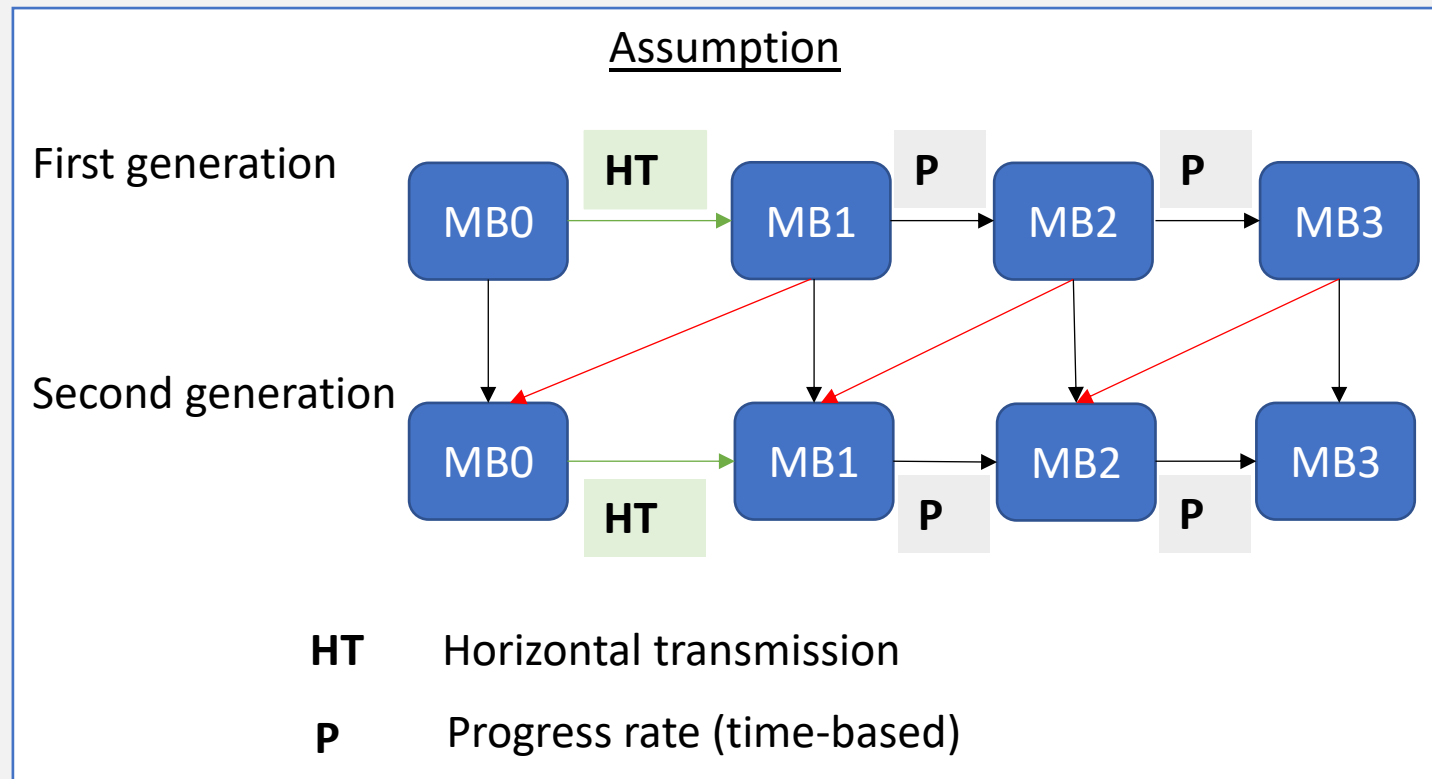 Assumption
First generation
HT
P
P
MB0
MB1
MB2
MB3
Second generation
MB0
MB1
MB2
MB3
HT
P
P
HT Horizontal transmission
P Progress rate (time-based)